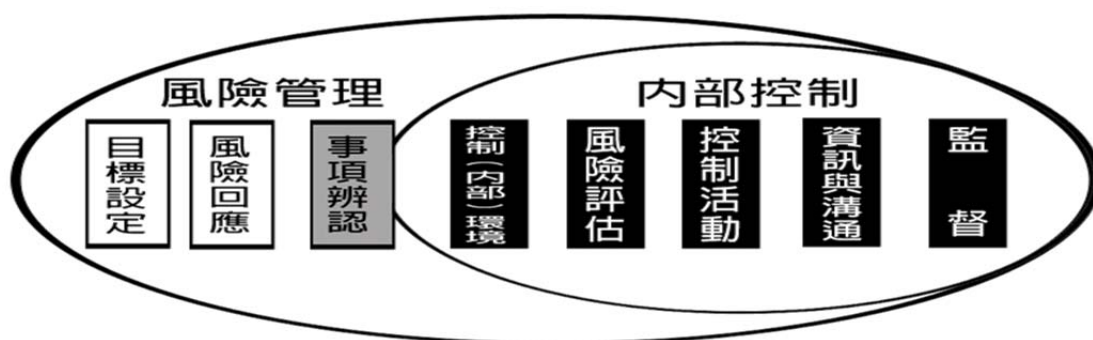 風險管理
內部控制
目標設定
風險回應
事項辨認
控制(內部)環境
風險評估
控制活動
資訊與溝通
監督